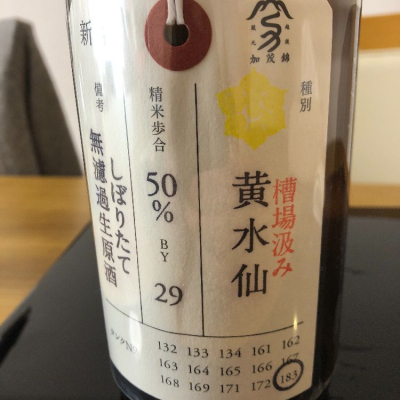 加茂錦
種別
槽場汲み
黄水仙
精米歩合
50%
BY
29
備考
しぼりたて
無濾過生原酒
新
132 133 134 161 162
163 164 165 166 167
168 169 171 172 183